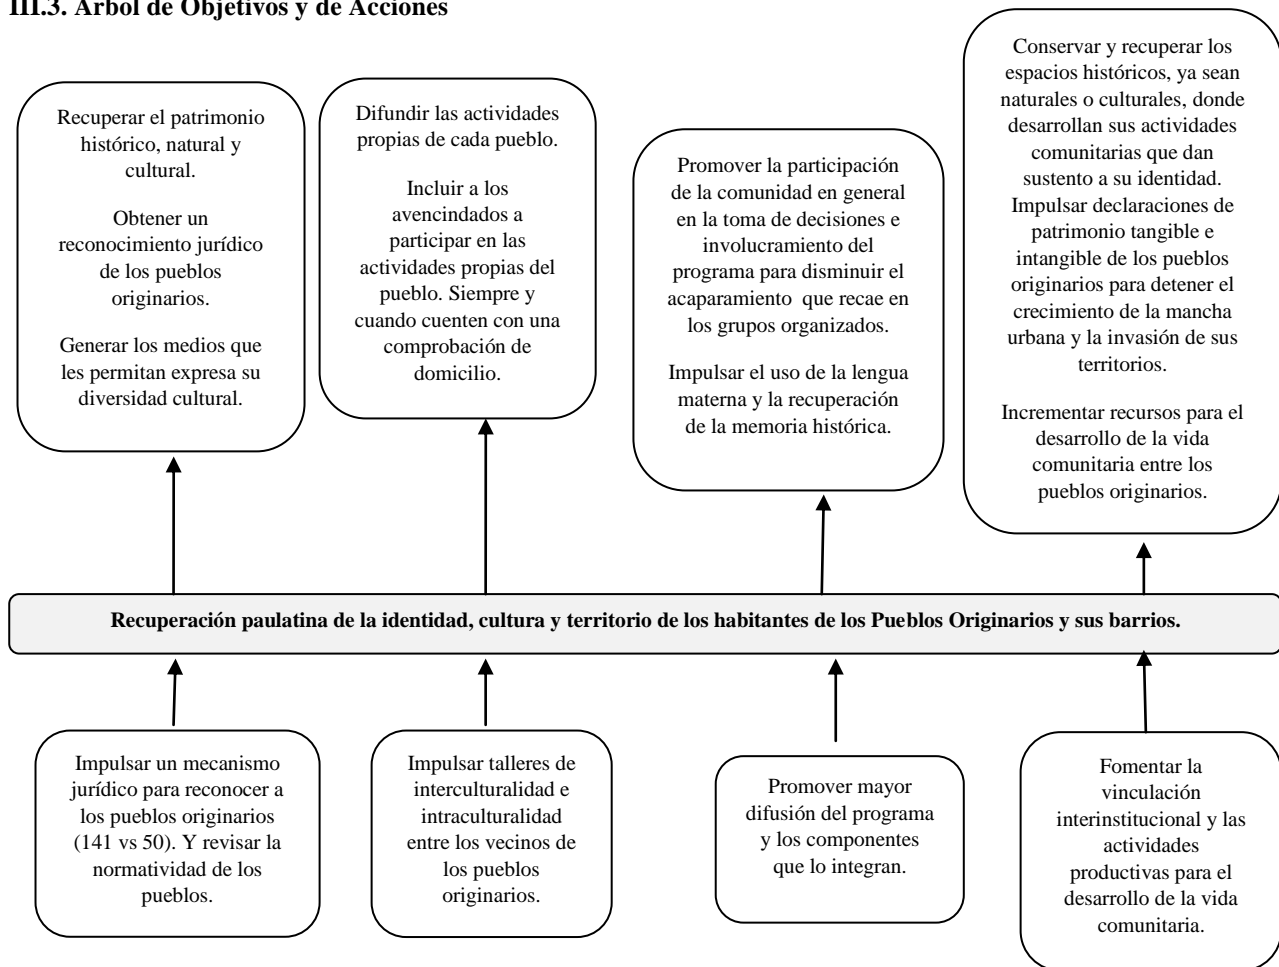 III.3. Árbol de Objetivos y de Acciones
Recuperar el patrimonio
histórico, natural y
cultural.
Obtener un
reconocimiento jurídico
de los pueblos
originarios.
Generar los medios que
les permitan expresa su
diversidad cultural.
Difundir las actividades
propias de cada pueblo.
Incluir a los
avencindados a
participar en las
actividades propias del
pueblo. Siempre y
cuando cuenten con una
comprobación de
domicilio.
Promover la participación
de la comunidad en general
en la toma de decisiones e
involucramiento del
programa para disminuir el
acaparamiento que recae en
los grupos organizados.
Impulsar el uso de la lengua
materna y la recuperación
de la memoria histórica.
Conservar y recuperar los
espacios históricos, ya sean
naturales o culturales, donde
desarrollan sus actividades
comunitarias que dan
sustento a su identidad.
Impulsar declaraciones de
patrimonio tangible e
intangible de los pueblos
originarios para detener el
crecimiento de la mancha
urbana y la invasión de sus
territorios.
Incrementar recursos para el
desarrollo de la vida
comunitaria entre los
pueblos originarios.
Recuperación paulatina de la identidad, cultura y territorio de los habitantes de los Pueblos Originarios y sus barrios.
Impulsar un mecanismo
jurídico para reconocer a
los pueblos originarios
(141 vs 50). Y revisar la
normatividad de los
pueblos.
Impulsar talleres de
interculturalidad e
intraculturalidad
entre los vecinos de
los pueblos
originarios.
Promover mayor
difusión del programa
y los componentes
que lo integran.
Fomentar la
vinculación
interinstitucional y las
actividades
productivas para el
desarrollo de la vida
comunitaria.